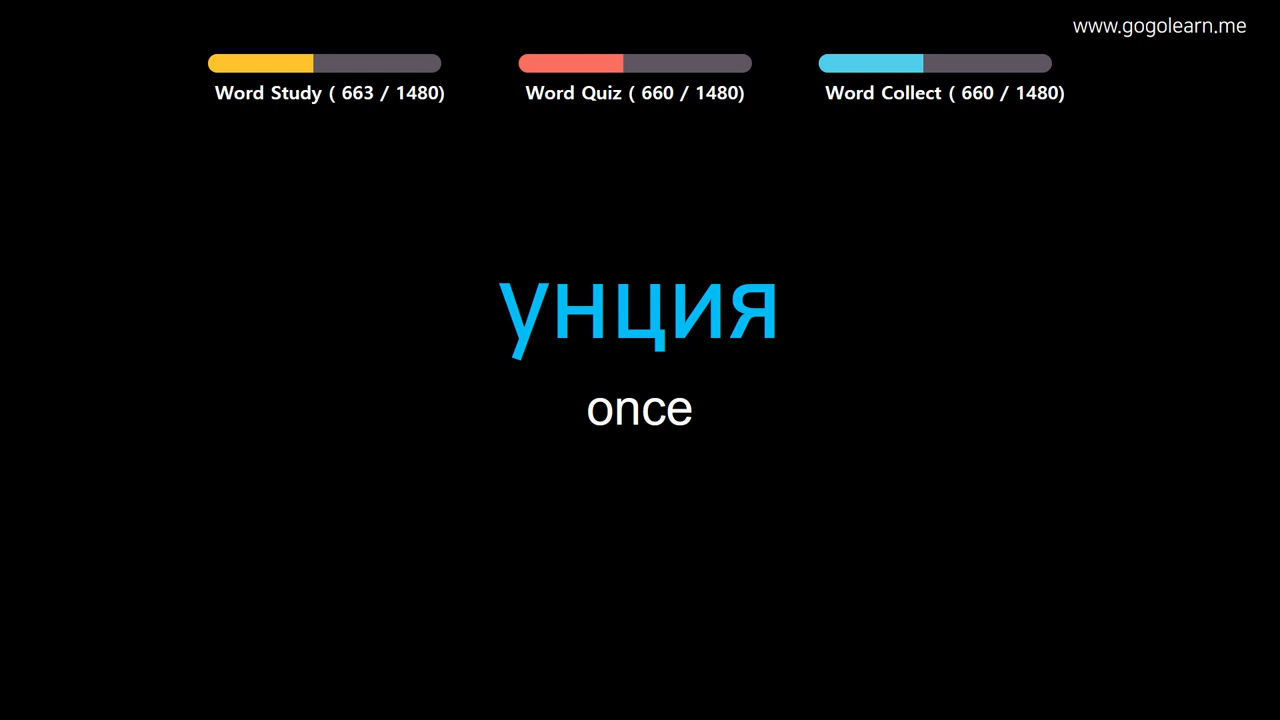 www.gogolearn.me
Word Study ( 663 / 1480)
Word Quiz ( 660 / 1480)
Word Collect ( 660 / 1480)
унция
once